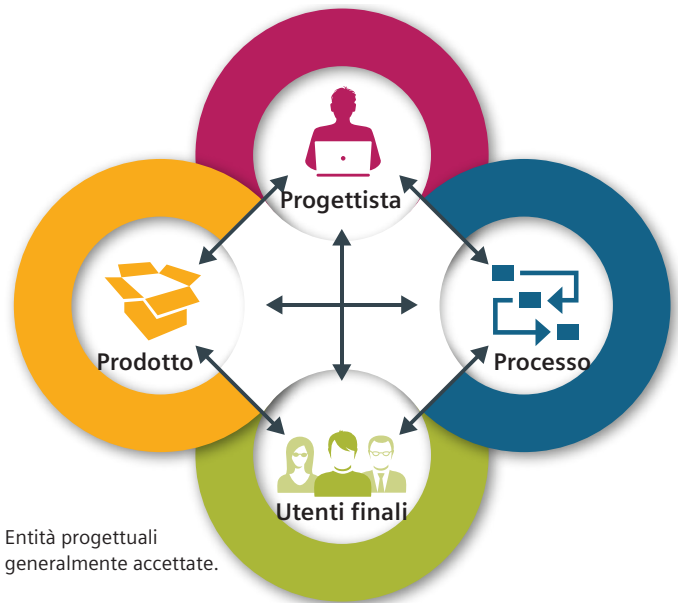 Progettista
Prodotto
Processo
Utenti finali
Entità progettuali
generalmente accettate.